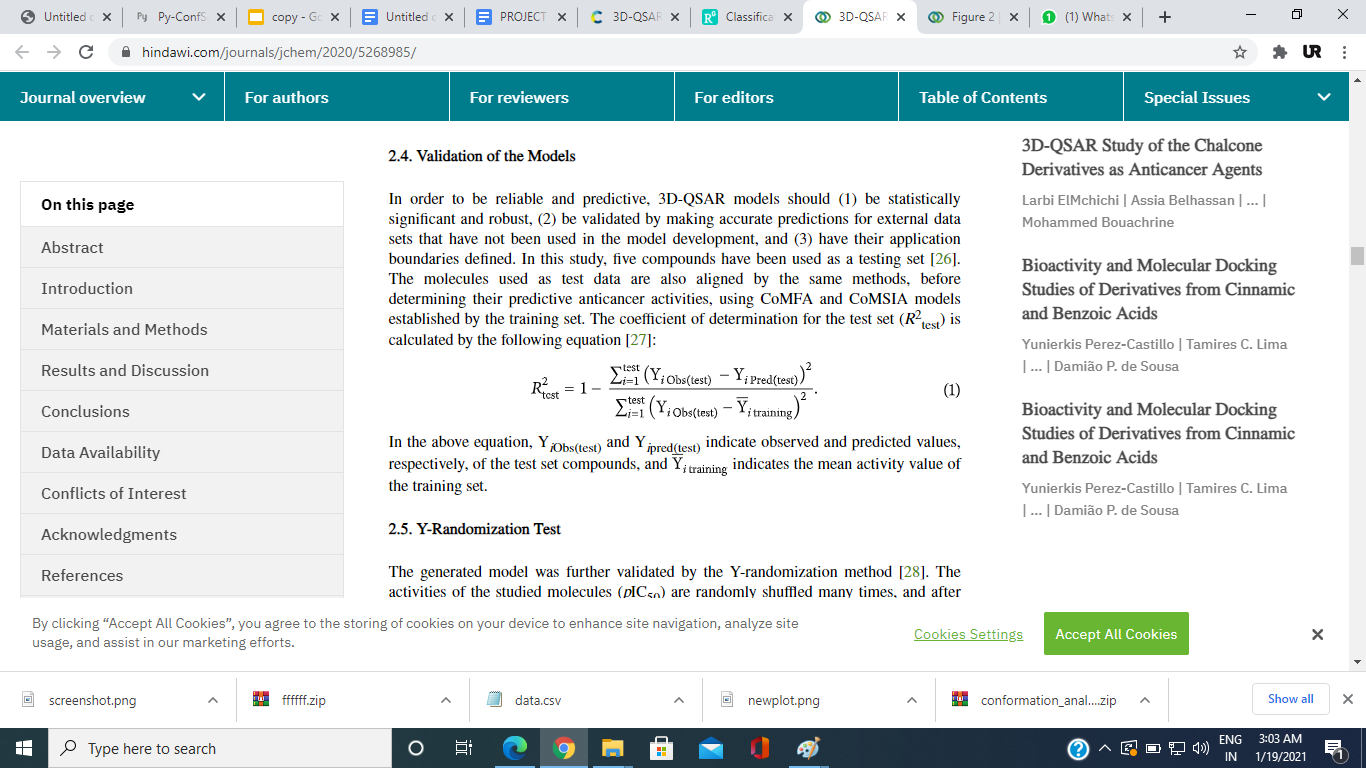 Untitled
Py-ConfS
copy - Go
Untitled
PROJECT
3D-QSAR
Classifica
3D-QSAR
Figure 2 |
(1) Whats
hindawi.com/journals/jchem/2020/5268985/
Journal overview
For authors
For reviewers
For editors
Table of Contents
Special Issues
On this page
Abstract
Introduction
Materials and Methods
Results and Discussion
Conclusions
Data Availability
Conflicts of Interest
Acknowledgments
References
2.4. Validation of the Models
In order to be reliable and predictive, 3D-QSAR models should (1) be statistically
significant and robust, (2) be validated by making accurate predictions for external data
sets that have not been used in the model development, and (3) have their application
boundaries defined. In this study, five compounds have been used as a testing set [26].
The molecules used as test data are also aligned by the same methods, before
determining their predictive anticancer activities, using CoMFA and CoMSIA models
established by the training set. The coefficient of determination for the test set (R²test) is
calculated by the following equation [27]:
R²test = 1 − ∑ᵢ₌₁^test (Yi Obs(test) − Yi Pred(test))² / ∑ᵢ₌₁^test (Yi Obs(test) − Y̅i training)². (1)
In the above equation, YiObs(test) and Yipred(test) indicate observed and predicted values,
respectively, of the test set compounds, and Y̅i training indicates the mean activity value of
the training set.
2.5. Y-Randomization Test
The generated model was further validated by the Y-randomization method [28]. The
activities of the studied molecules (pIC50) are randomly shuffled many times, and after
3D-QSAR Study of the Chalcone
Derivatives as Anticancer Agents
Larbi ElMchichi | Assia Belhassan | ... |
Mohammed Bouachrine
Bioactivity and Molecular Docking
Studies of Derivatives from Cinnamic
and Benzoic Acids
Yunierkis Perez-Castillo | Tamires C. Lima
| ... | Damião P. de Sousa
Bioactivity and Molecular Docking
Studies of Derivatives from Cinnamic
and Benzoic Acids
Yunierkis Perez-Castillo | Tamires C. Lima
| ... | Damião P. de Sousa
By clicking “Accept All Cookies”, you agree to the storing of cookies on your device to enhance site navigation, analyze site
usage, and assist in our marketing efforts.
Cookies Settings
Accept All Cookies
screenshot.png
ffffff.zip
data.csv
newplot.png
conformation_anal....zip
Show all
Type here to search
ENG
IN
3:03 AM
1/19/2021
1